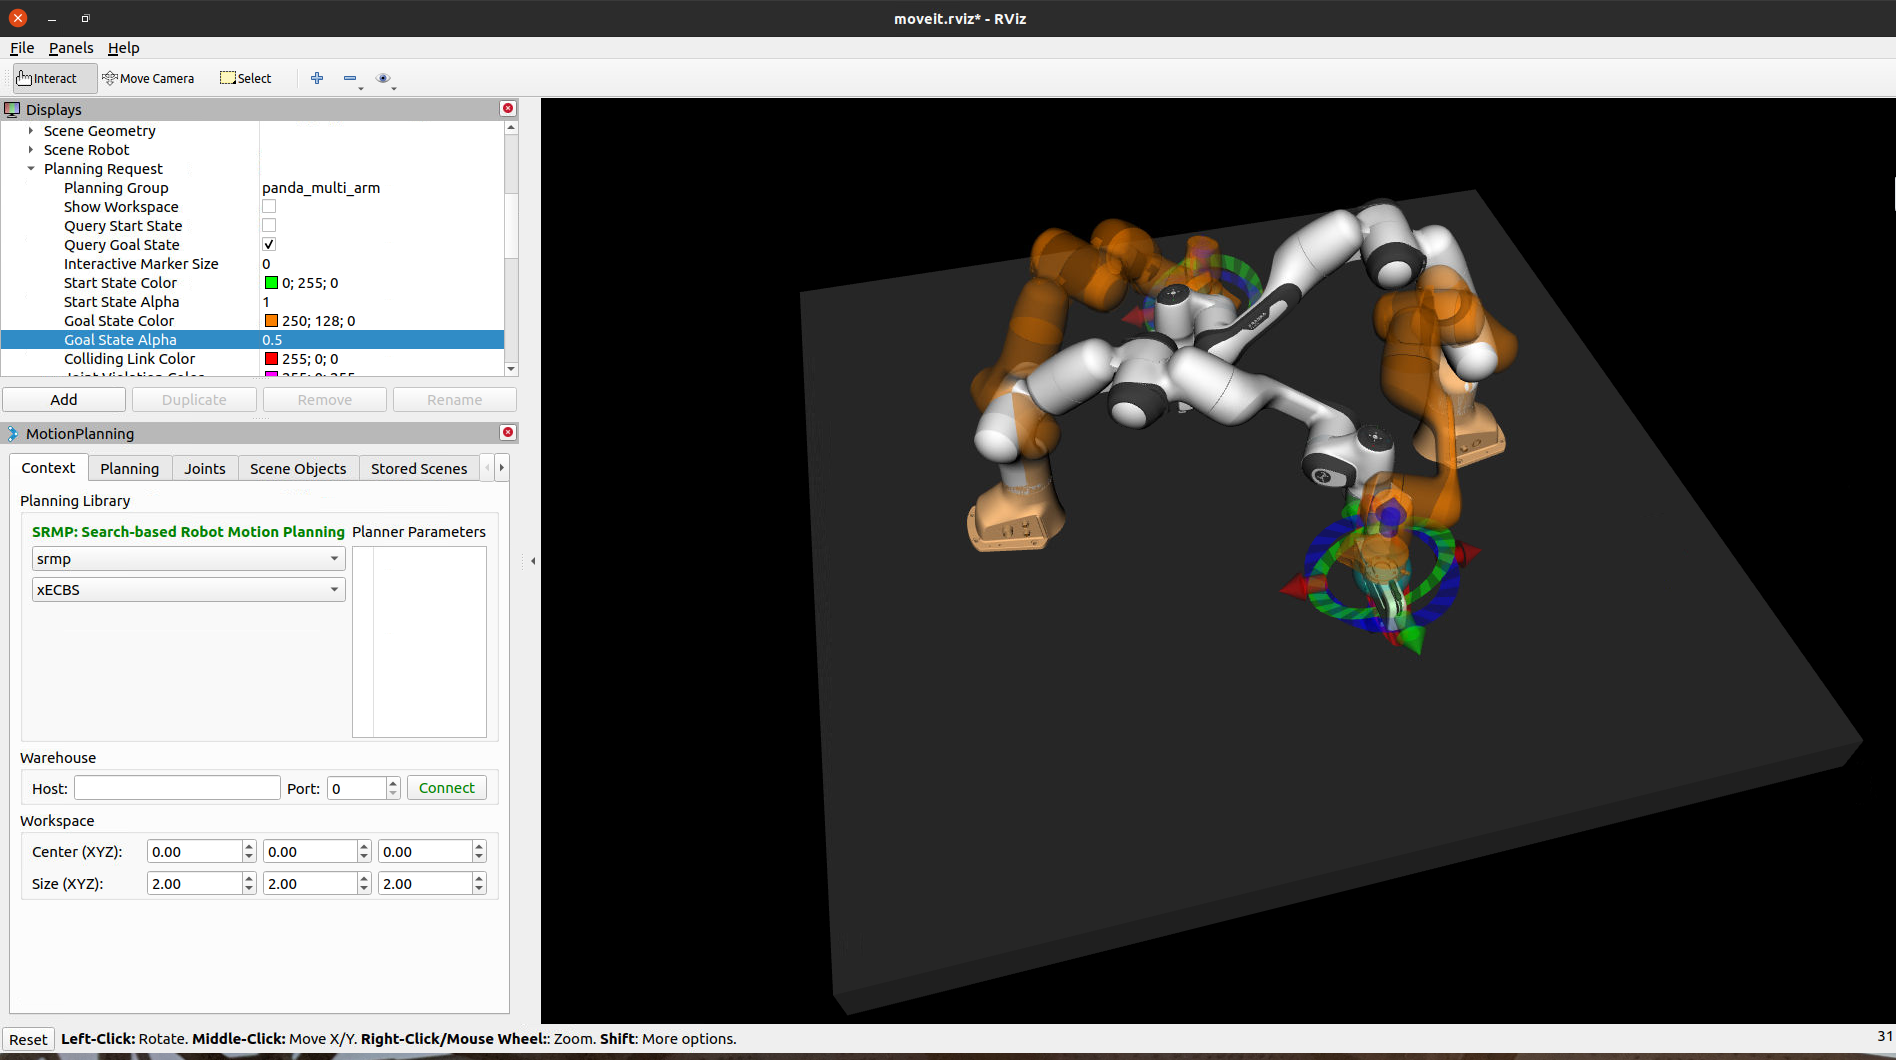 moveit.rviz* - RViz
File Panels Help
Interact Move Camera Select
Displays
Scene Geometry
Scene Robot
Planning Request
Planning Group panda_multi_arm
Show Workspace
Query Start State
Query Goal State
Interactive Marker Size 0
Start State Color 0; 255; 0
Start State Alpha 1
Goal State Color 250; 128; 0
Goal State Alpha 0.5
Colliding Link Color 255; 0; 0
Joint Violation Color 255; 0; 255
Add Duplicate Remove Rename
MotionPlanning
Context Planning Joints Scene Objects Stored Scenes
Planning Library
SRMP: Search-based Robot Motion Planning Planner Parameters
srmp
xECBS
Warehouse
Host: Port: 0 Connect
Workspace
Center (XYZ): 0.00 0.00 0.00
Size (XYZ): 2.00 2.00 2.00
Reset Left-Click: Rotate. Middle-Click: Move X/Y. Right-Click/Mouse Wheel:: Zoom. Shift: More options. 31